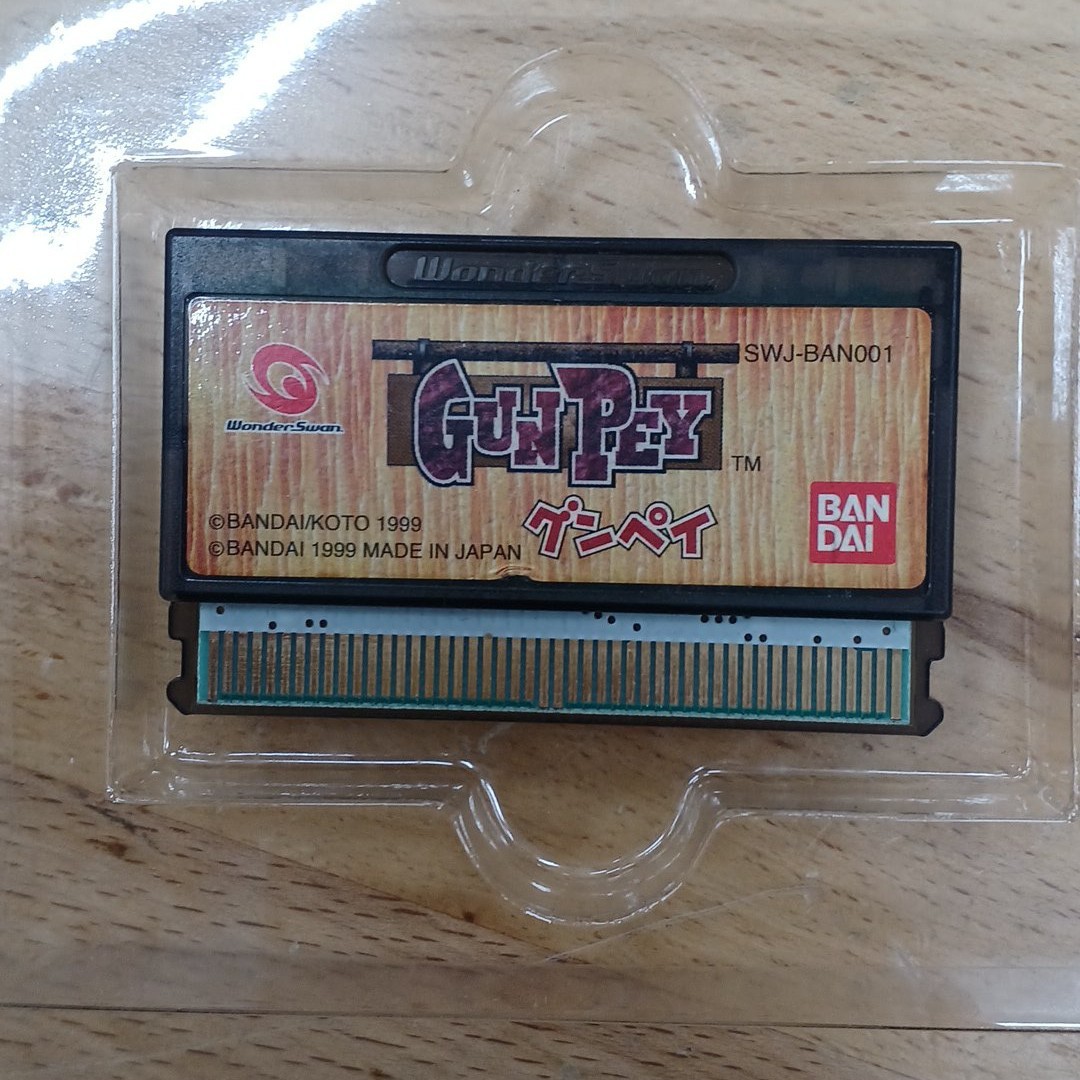 WonderSwan
SWJ-BAN001
WonderSwan
GUNPEY
TM
グンペイ
©BANDAI/KOTO 1999
©BANDAI 1999 MADE IN JAPAN
BAN
DAI